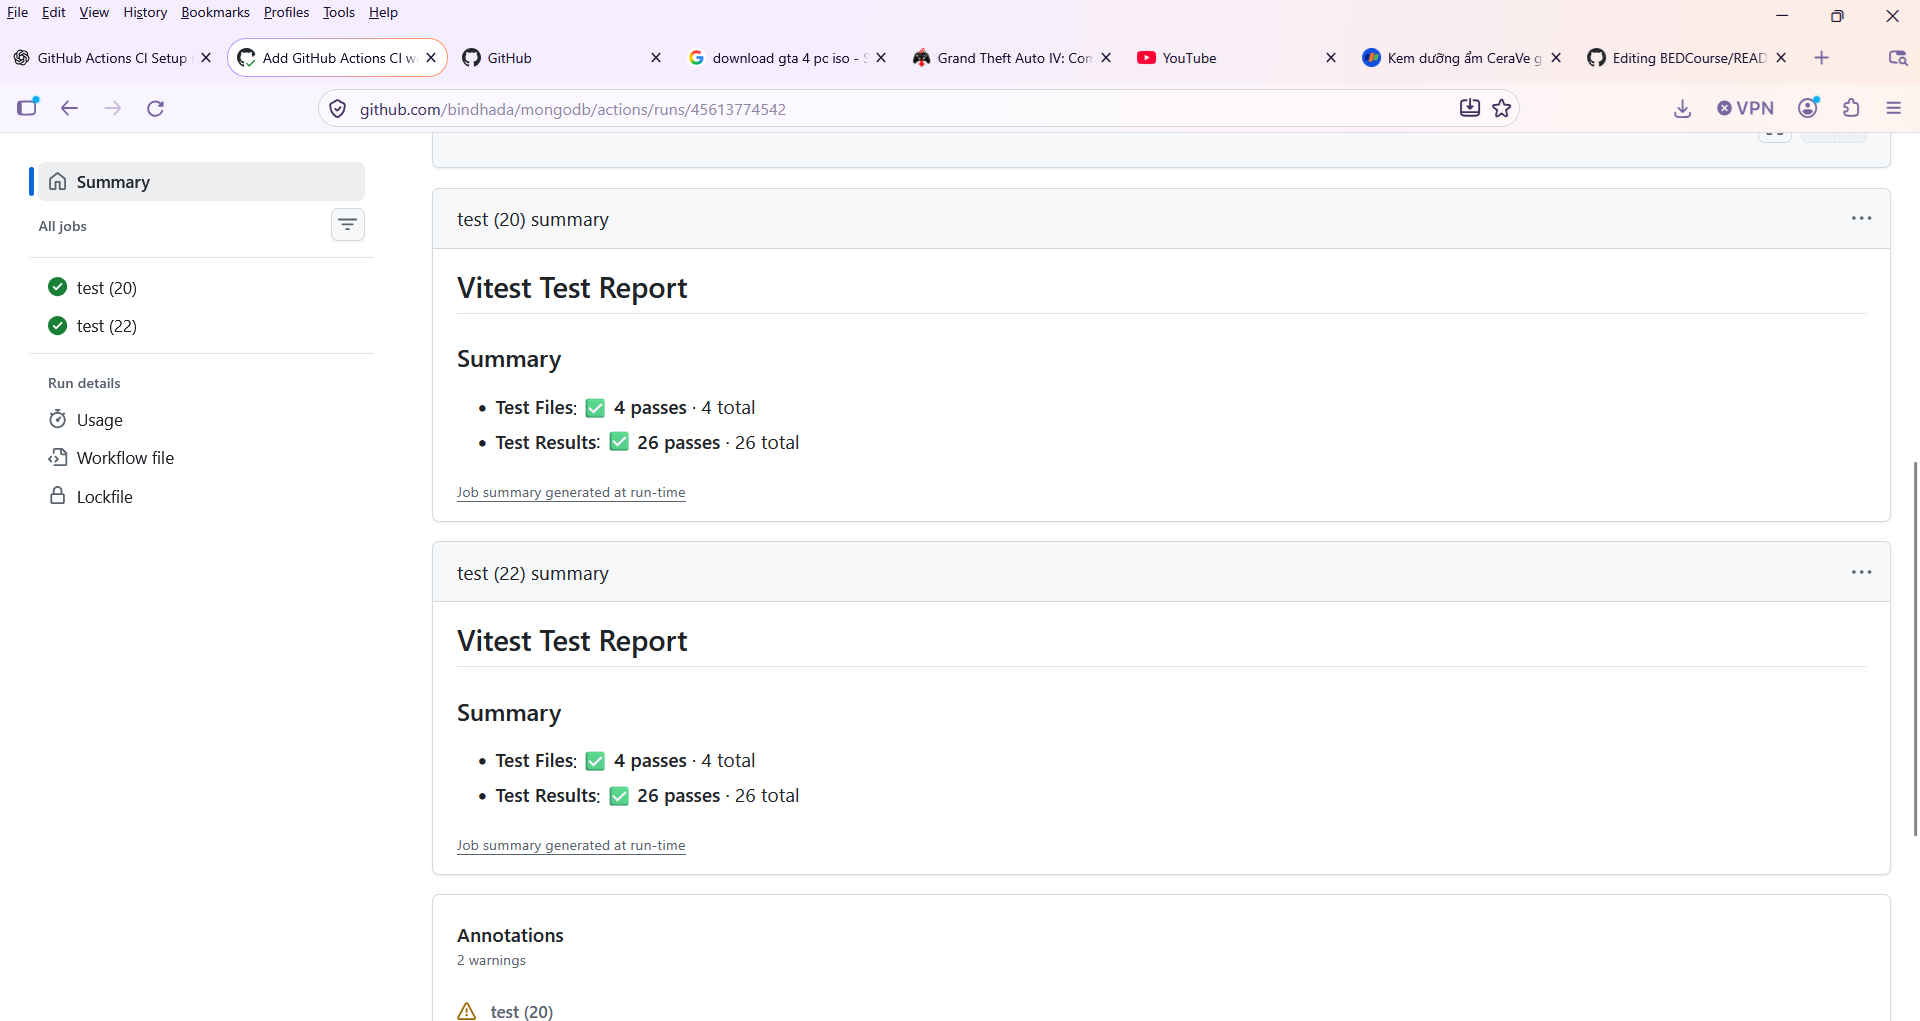 File Edit View History Bookmarks Profiles Tools Help
GitHub Actions CI Setup
Add GitHub Actions CI w
GitHub
download gta 4 pc iso -
Grand Theft Auto IV: Con
YouTube
Kem dưỡng ẩm CeraVe g
Editing BEDCourse/READ
github.com/bindhada/mongodb/actions/runs/45613774542
VPN
Summary
All jobs
test (20)
test (22)
Run details
Usage
Workflow file
Lockfile
test (20) summary
Vitest Test Report
Summary
• Test Files: ✅ 4 passes · 4 total
• Test Results: ✅ 26 passes · 26 total
Job summary generated at run-time
test (22) summary
Vitest Test Report
Summary
• Test Files: ✅ 4 passes · 4 total
• Test Results: ✅ 26 passes · 26 total
Job summary generated at run-time
Annotations
2 warnings
test (20)